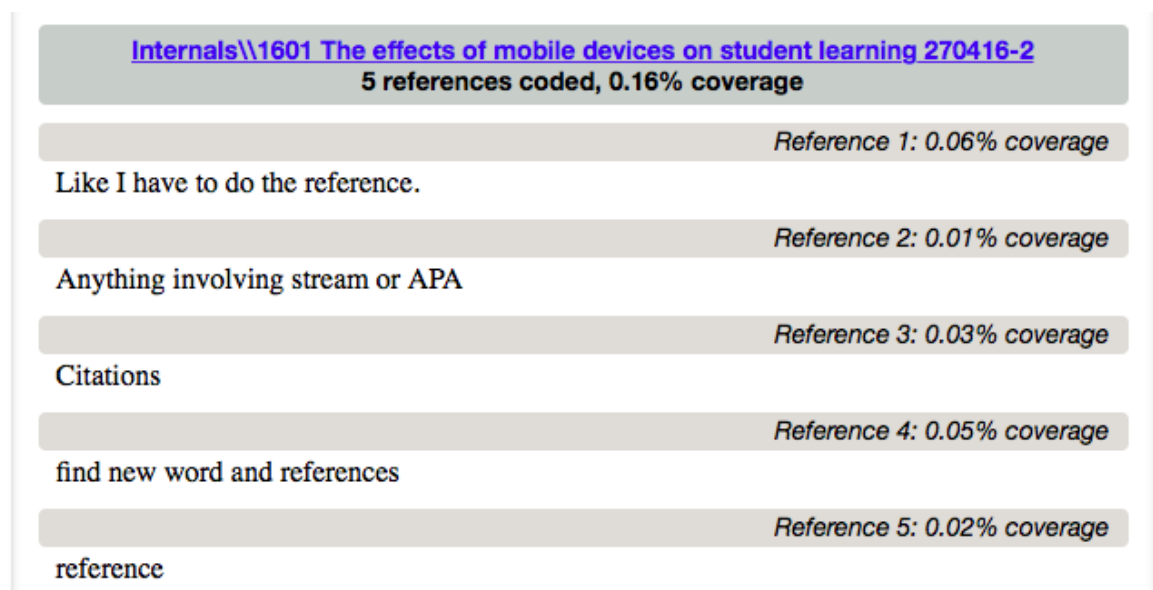 Internals\\1601 The effects of mobile devices on student learning 270416-2
5 references coded, 0.16% coverage
Reference 1: 0.06% coverage
Like I have to do the reference.
Reference 2: 0.01% coverage
Anything involving stream or APA
Reference 3: 0.03% coverage
Citations
Reference 4: 0.05% coverage
find new word and references
Reference 5: 0.02% coverage
reference